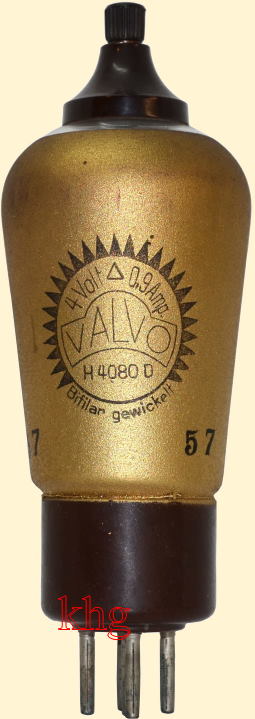 4 Volt △ 0,9 Amp.
VALVO
H 4080 D
Bifilar gewickelt
7
57
khg